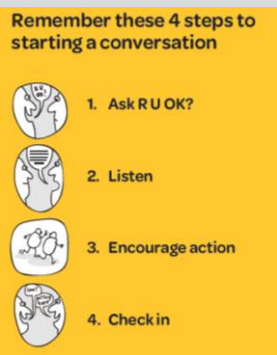 Remember these 4 steps to
starting a conversation
1. Ask R U OK?
2. Listen
3. Encourage action
4. Check in